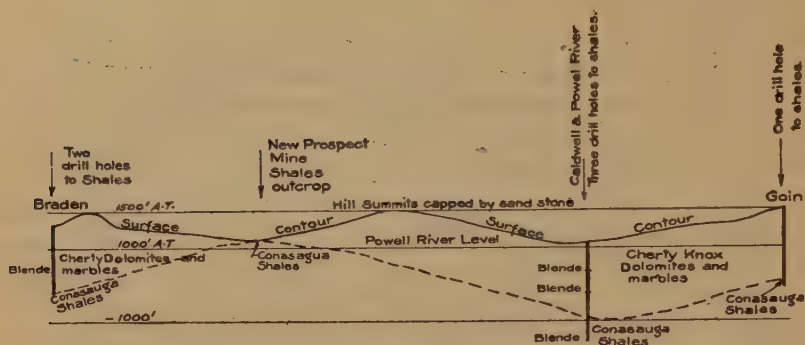 Two
drill holes
to Shales
New Prospect
Mine
Shales
outcrop
Caldwell & Powel River
Three drill holes to shales.
One drill hole
to shales.
Braden
1500' A.T.
Hill Summits capped by sand stone
Goin
Surface
Contour
Surface
Contour
1000' A.T.
Powell River Level
Blende
Cherty Dolomites and
marbles
Conasagua
Shales
Blende
Blende
Cherty Knox
Dolomites and
marbles
Conasauga
Shales
Conasauga
Shales
-1000'
Blende
Conasauga
Shales